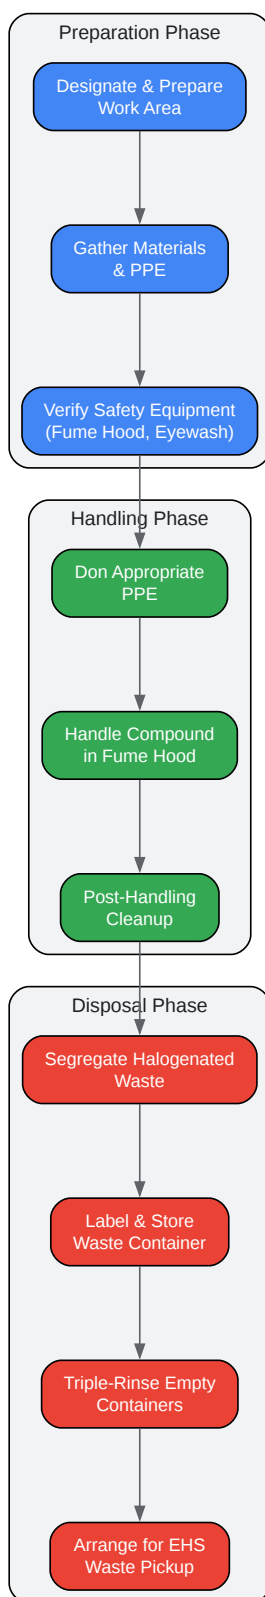 Preparation Phase
Designate & Prepare
Work Area
Gather Materials
& PPE
Verify Safety Equipment
(Fume Hood, Eyewash)
Handling Phase
Don Appropriate
PPE
Handle Compound
in Fume Hood
Post-Handling
Cleanup
Disposal Phase
Segregate Halogenated
Waste
Label & Store
Waste Container
Triple-Rinse Empty
Containers
Arrange for EHS
Waste Pickup